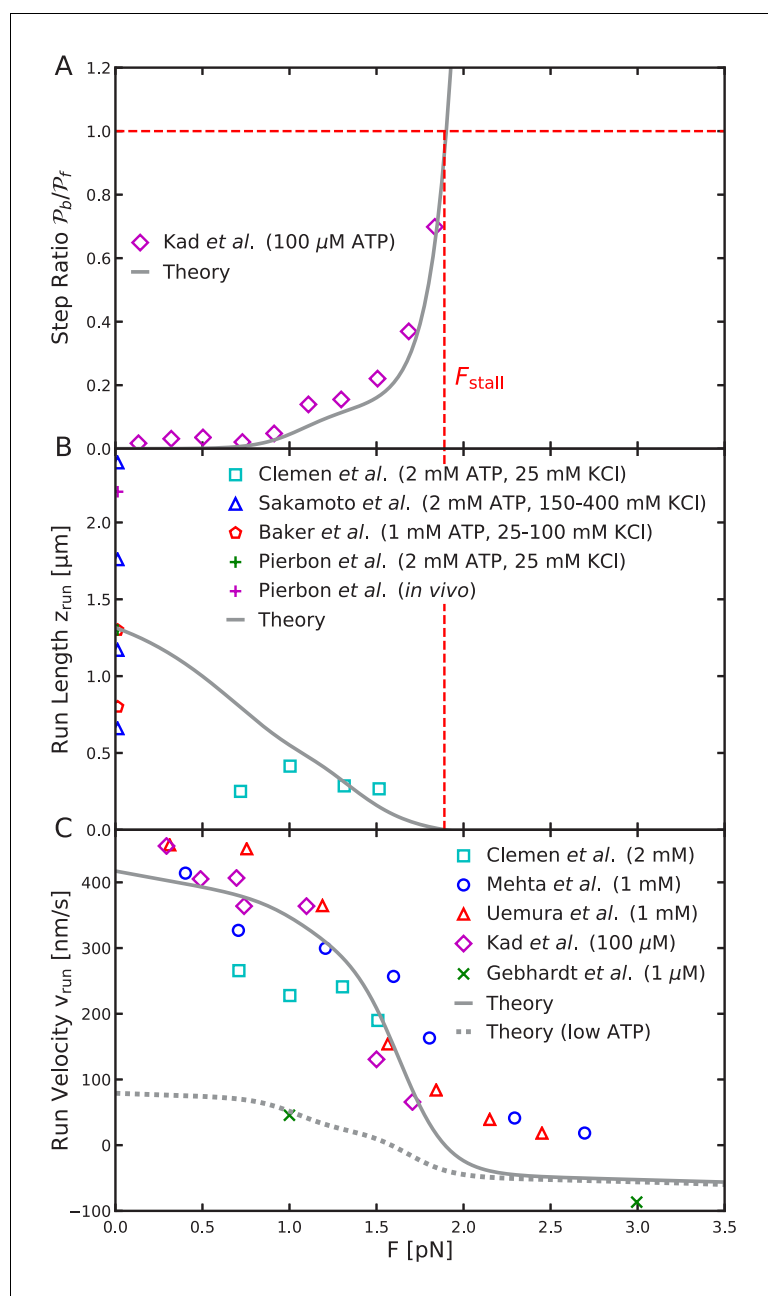 A
1.2
1.0
0.8
0.6
0.4
0.2
0.0
Step Ratio 𝒫b/𝒫f
Kad et al. (100 μM ATP)
Theory
Fstall
B
2.0
1.5
1.0
0.5
0.0
Run Length zrun [μm]
Clemen et al. (2 mM ATP, 25 mM KCl)
Sakamoto et al. (2 mM ATP, 150-400 mM KCl)
Baker et al. (1 mM ATP, 25-100 mM KCl)
Pierbon et al. (2 mM ATP, 25 mM KCl)
Pierbon et al. (in vivo)
Theory
C
400
300
200
100
0
−100
Run Velocity vrun [nm/s]
Clemen et al. (2 mM)
Mehta et al. (1 mM)
Uemura et al. (1 mM)
Kad et al. (100 μM)
Gebhardt et al. (1 μM)
Theory
Theory (low ATP)
0.0 0.5 1.0 1.5 2.0 2.5 3.0 3.5
F [pN]